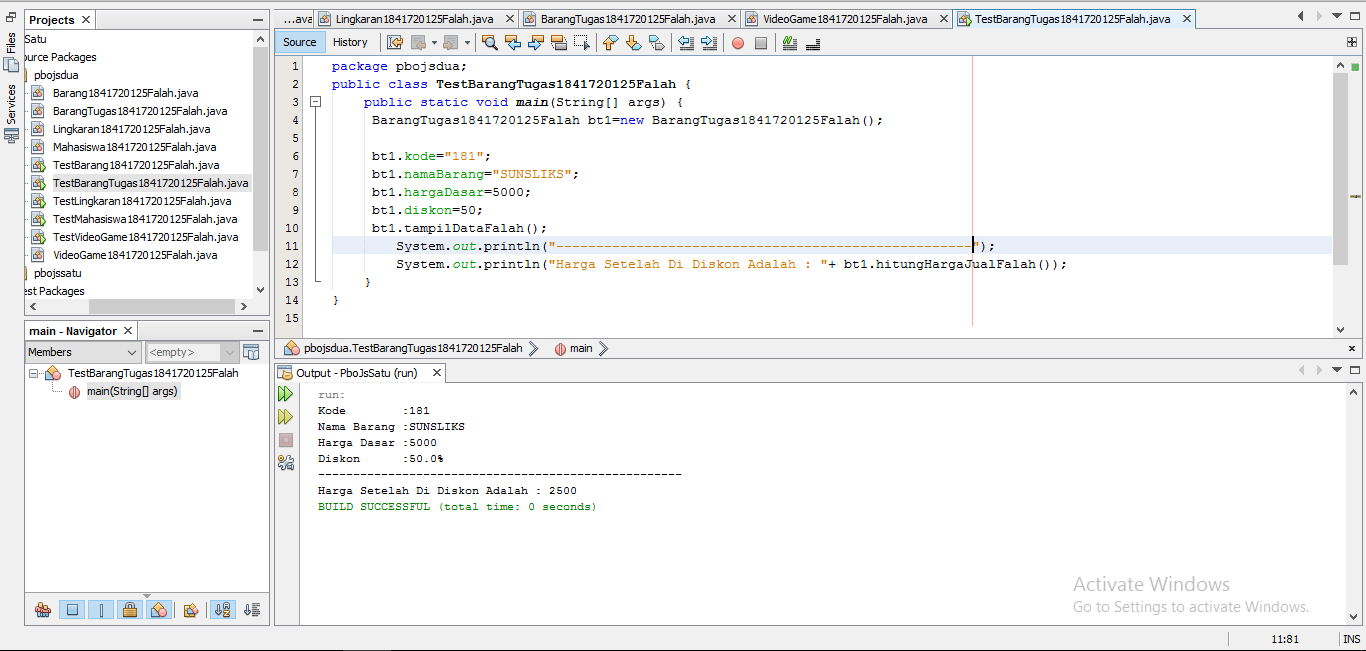 Projects
...ava
Lingkaran1841720125Falah.java
BarangTugas1841720125Falah.java
VideoGame1841720125Falah.java
TestBarangTugas1841720125Falah.java
Files
Services
Satu
ource Packages
pbojsdua
Barang1841720125Falah.java
BarangTugas1841720125Falah.java
Lingkaran1841720125Falah.java
Mahasiswa1841720125Falah.java
TestBarang1841720125Falah.java
TestBarangTugas1841720125Falah.java
TestLingkaran1841720125Falah.java
TestMahasiswa1841720125Falah.java
TestVideoGame1841720125Falah.java
VideoGame1841720125Falah.java
pbojssatu
est Packages
Source History
1 package pbojsdua;
2 public class TestBarangTugas1841720125Falah {
3 public static void main(String[] args) {
4 BarangTugas1841720125Falah bt1=new BarangTugas1841720125Falah();
5
6 bt1.kode="181";
7 bt1.namaBarang="SUNSLIKS";
8 bt1.hargaDasar=5000;
9 bt1.diskon=50;
10 bt1.tampilDataFalah();
11 System.out.println("----------------------------------------------------");
12 System.out.println("Harga Setelah Di Diskon Adalah : "+ bt1.hitungHargaJualFalah());
13 }
14 }
15
pbojsdua.TestBarangTugas1841720125Falah
main
main - Navigator
Members
<empty>
TestBarangTugas1841720125Falah
main(String[] args)
Output - PboJsSatu (run)
run:
Kode :181
Nama Barang :SUNSLIKS
Harga Dasar :5000
Diskon :50.0%
----------------------------------------------------
Harga Setelah Di Diskon Adalah : 2500
BUILD SUCCESSFUL (total time: 0 seconds)
Activate Windows
Go to Settings to activate Windows.
11:81
INS